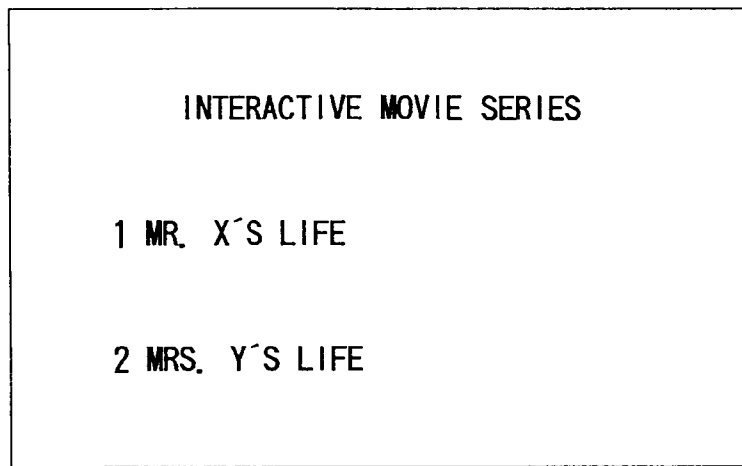 INTERACTIVE MOVIE SERIES
1 MR. X´S LIFE
2 MRS. Y´S LIFE